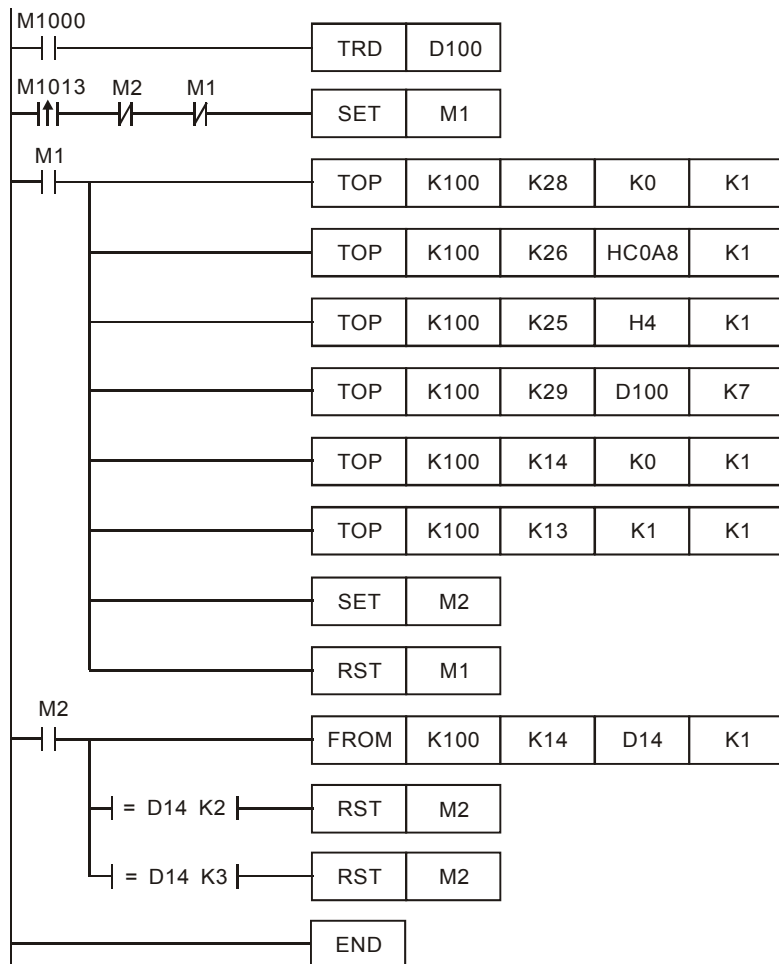 M1000
TRD D100
M1013 M2 M1
SET M1
M1
TOP K100 K28 K0 K1
TOP K100 K26 HC0A8 K1
TOP K100 K25 H4 K1
TOP K100 K29 D100 K7
TOP K100 K14 K0 K1
TOP K100 K13 K1 K1
SET M2
RST M1
M2
FROM K100 K14 D14 K1
= D14 K2 RST M2
= D14 K3 RST M2
END